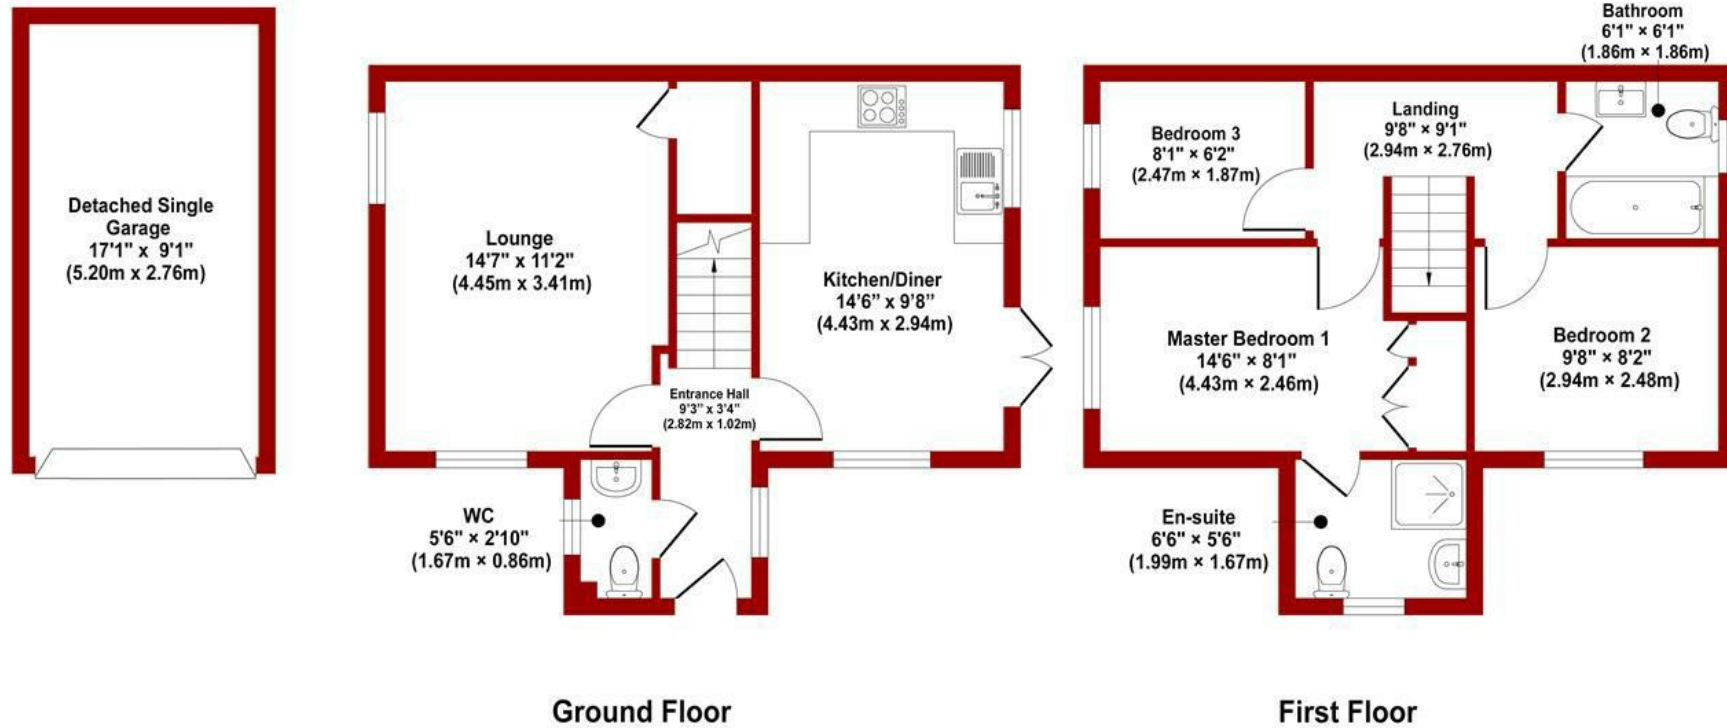 Detached Single
Garage
17'1" x 9'1"
(5.20m x 2.76m)
Lounge
14'7" x 11'2"
(4.45m x 3.41m)
Kitchen/Diner
14'6" x 9'8"
(4.43m x 2.94m)
Entrance Hall
9'3" x 3'4"
(2.82m x 1.02m)
WC
5'6" × 2'10"
(1.67m × 0.86m)
Ground Floor
Bathroom
6'1" × 6'1"
(1.86m × 1.86m)
Landing
9'8" × 9'1"
(2.94m × 2.76m)
Bedroom 3
8'1" × 6'2"
(2.47m × 1.87m)
Master Bedroom 1
14'6" × 8'1"
(4.43m × 2.46m)
Bedroom 2
9'8" × 8'2"
(2.94m × 2.48m)
En-suite
6'6" × 5'6"
(1.99m × 1.67m)
First Floor